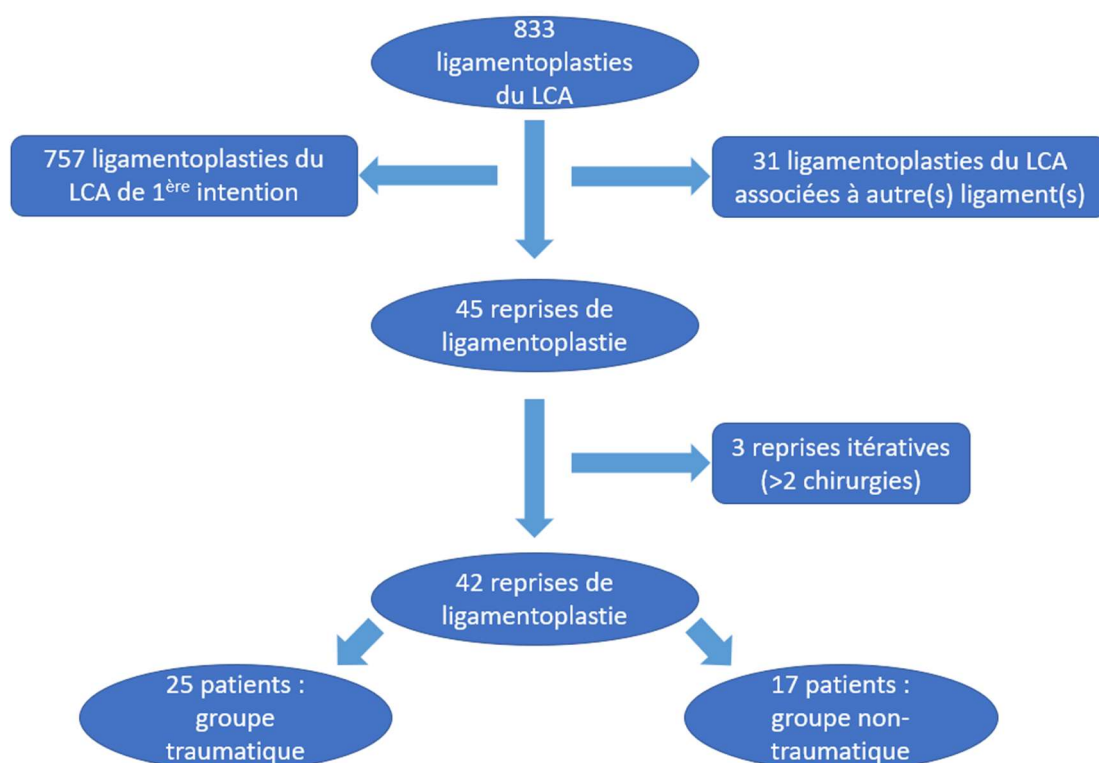 833
ligamentoplasties
du LCA
757 ligamentoplasties du
LCA de 1ère intention
31 ligamentoplasties du LCA
associées à autre(s) ligament(s)
45 reprises de
ligamentoplastie
3 reprises itératives
(>2 chirurgies)
42 reprises de
ligamentoplastie
25 patients :
groupe
traumatique
17 patients :
groupe non-
traumatique